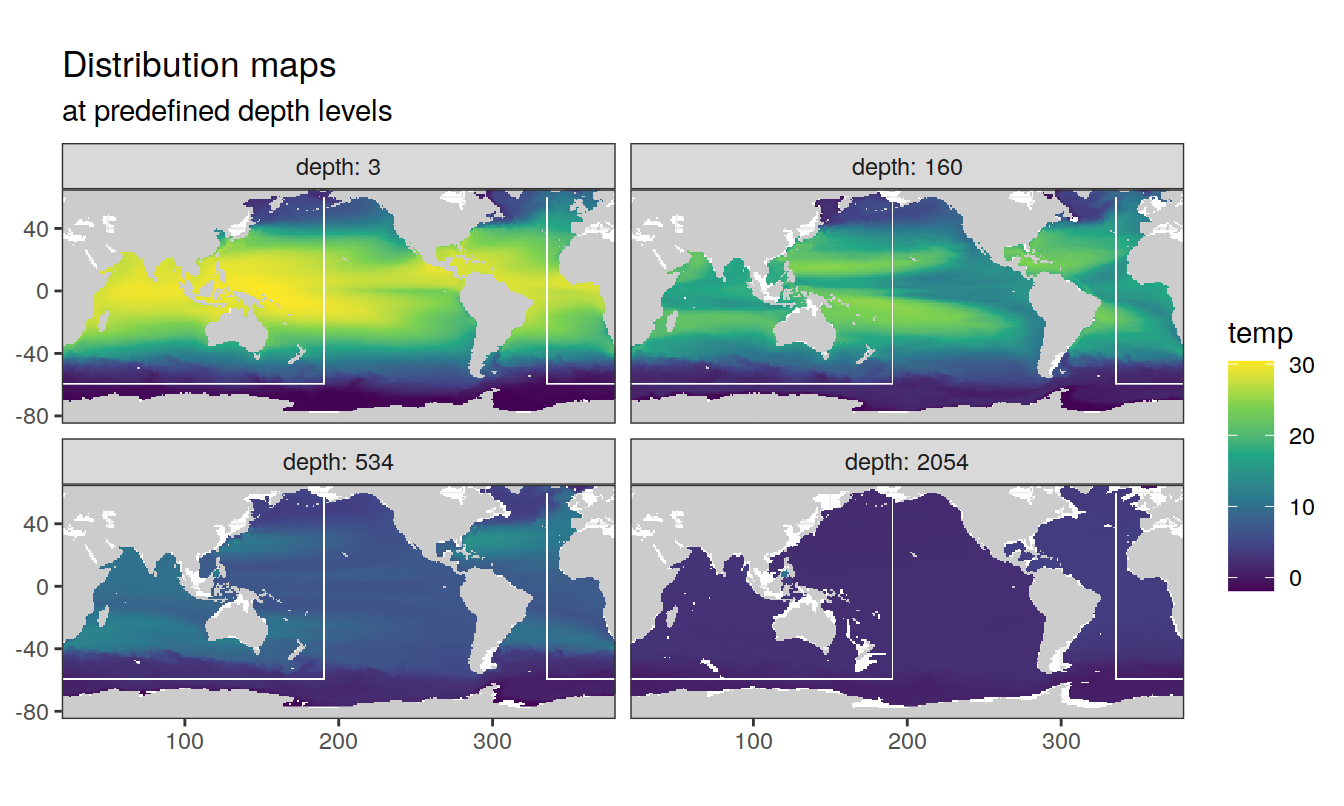 Distribution maps
at predefined depth levels
depth: 3
depth: 160
40
0
-40
-80
depth: 534
depth: 2054
40
0
-40
-80
100
200
300
100
200
300
temp
30
20
10
0